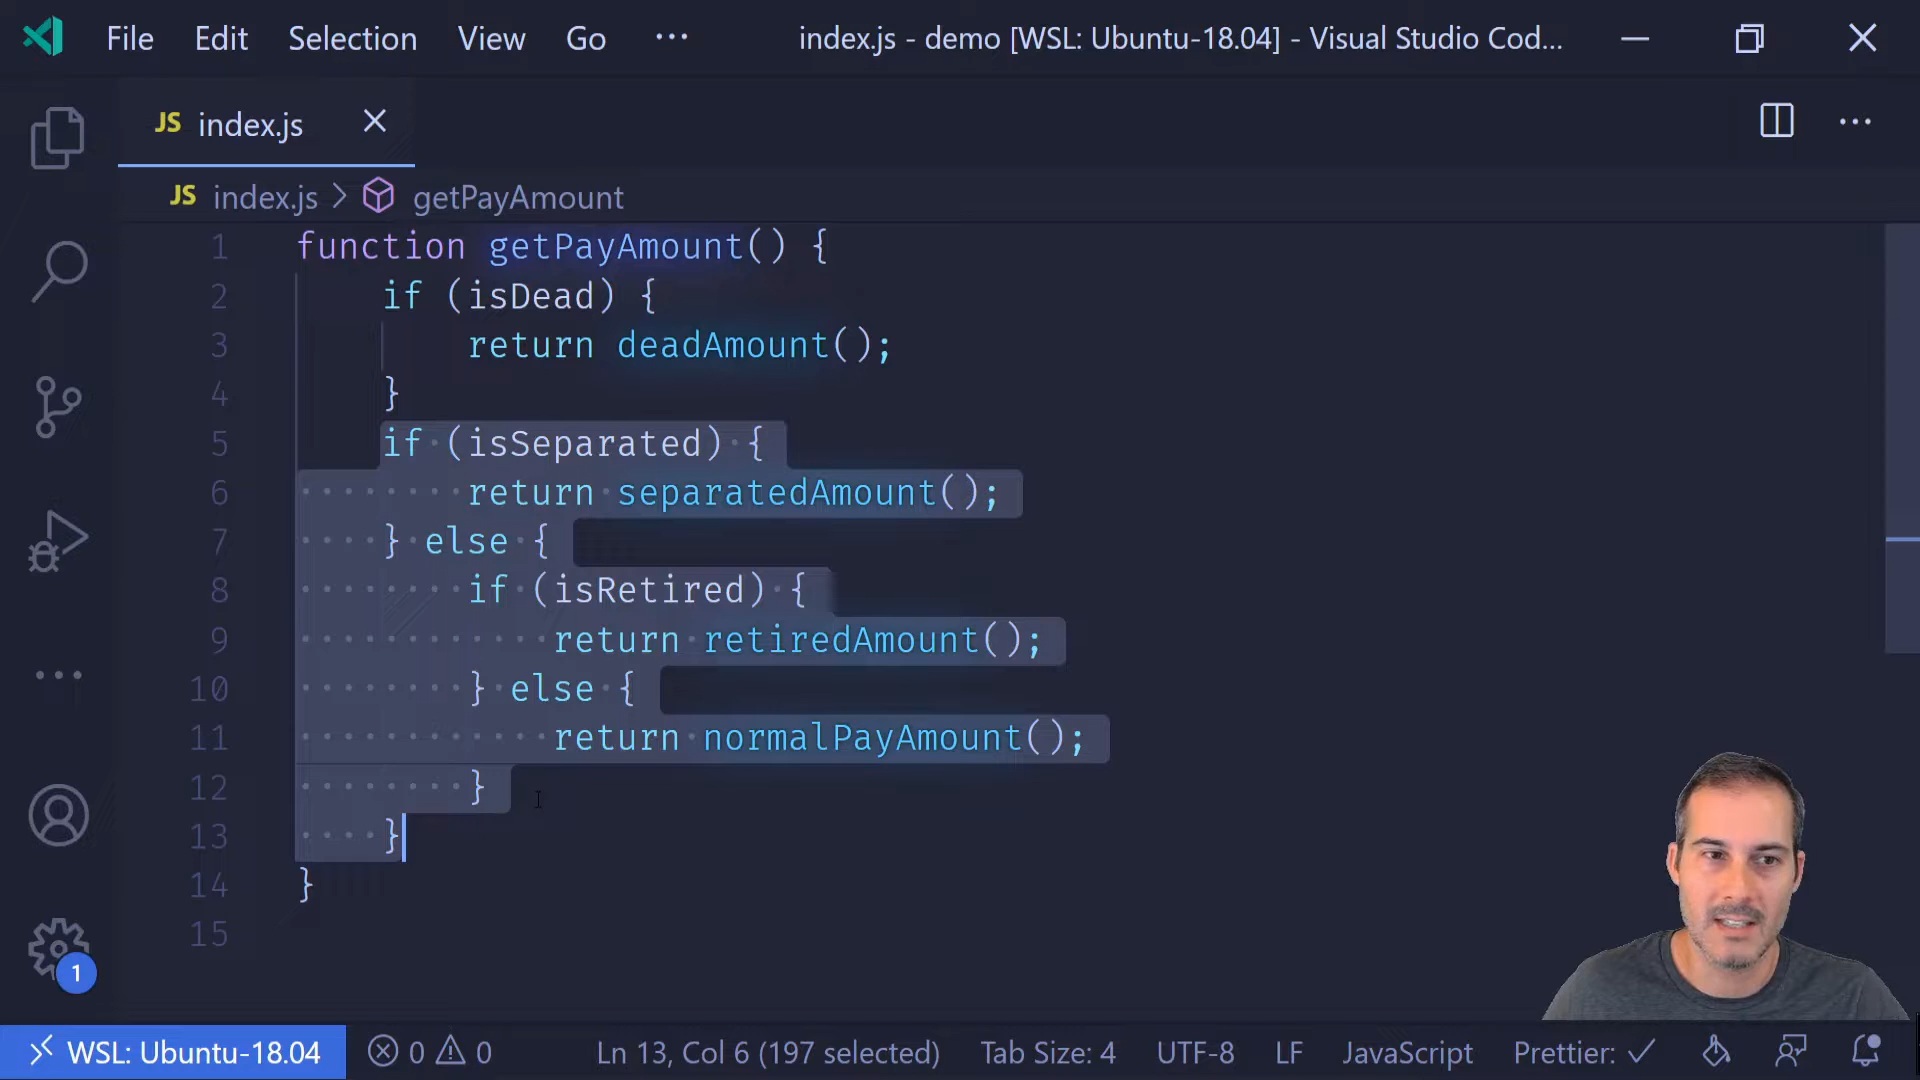 File Edit Selection View Go ··· index.js - demo [WSL: Ubuntu-18.04] - Visual Studio Cod...
JS index.js
JS index.js > getPayAmount
1 function getPayAmount() {
2 if (isDead) {
3 return deadAmount();
4 }
5 if (isSeparated) {
6 return separatedAmount();
7 } else {
8 if (isRetired) {
9 return retiredAmount();
10 } else {
11 return normalPayAmount();
12 }
13 }
14 }
15
1
WSL: Ubuntu-18.04 0 0 Ln 13, Col 6 (197 selected) Tab Size: 4 UTF-8 LF JavaScript Prettier: ✓